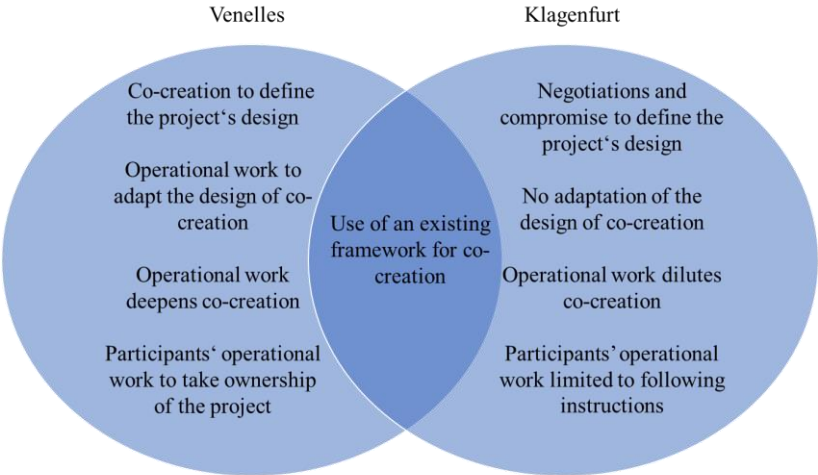 Venelles
Klagenfurt
Co-creation to define
the project‘s design
Operational work to
adapt the design of co-
creation
Operational work
deepens co-creation
Participants‘ operational
work to take ownership
of the project
Use of an existing
framework for co-
creation
Negotiations and
compromise to define the
project‘s design
No adaptation of the
design of co-creation
Operational work dilutes
co-creation
Participants’ operational
work limited to following
instructions